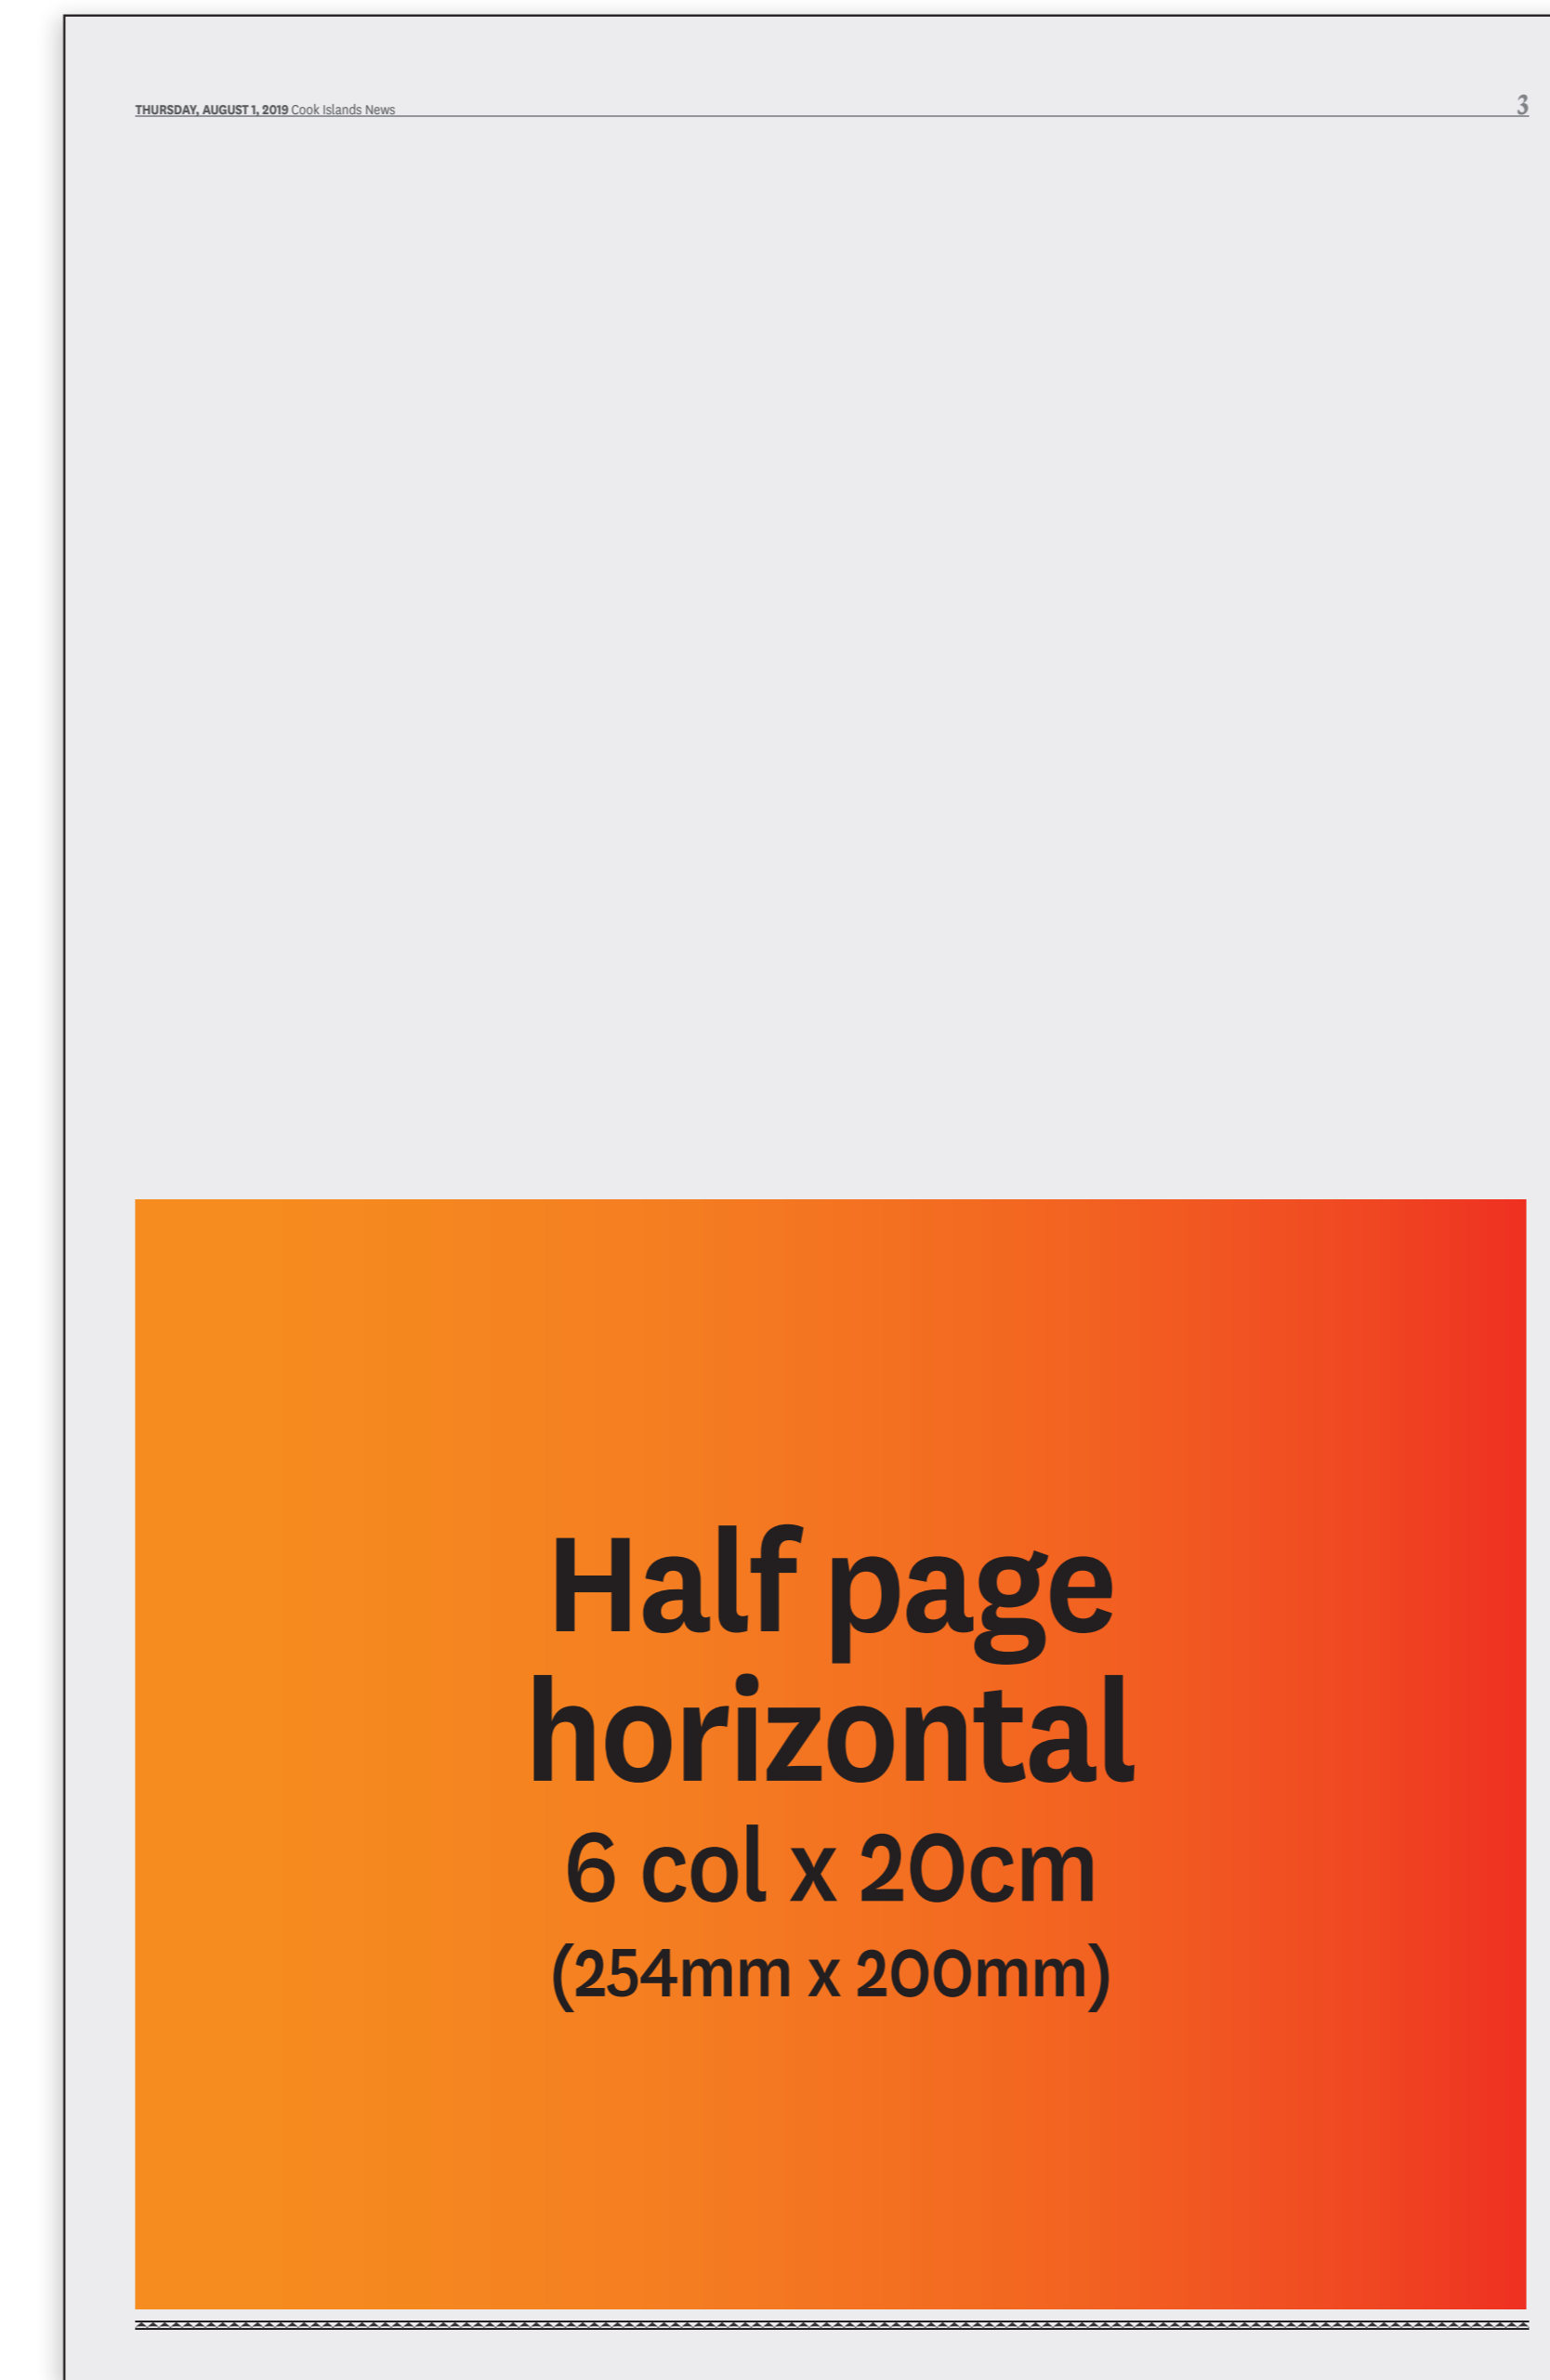 THURSDAY, AUGUST 1, 2019 Cook Islands News 3
Half page
horizontal
6 col x 20cm
(254mm x 200mm)